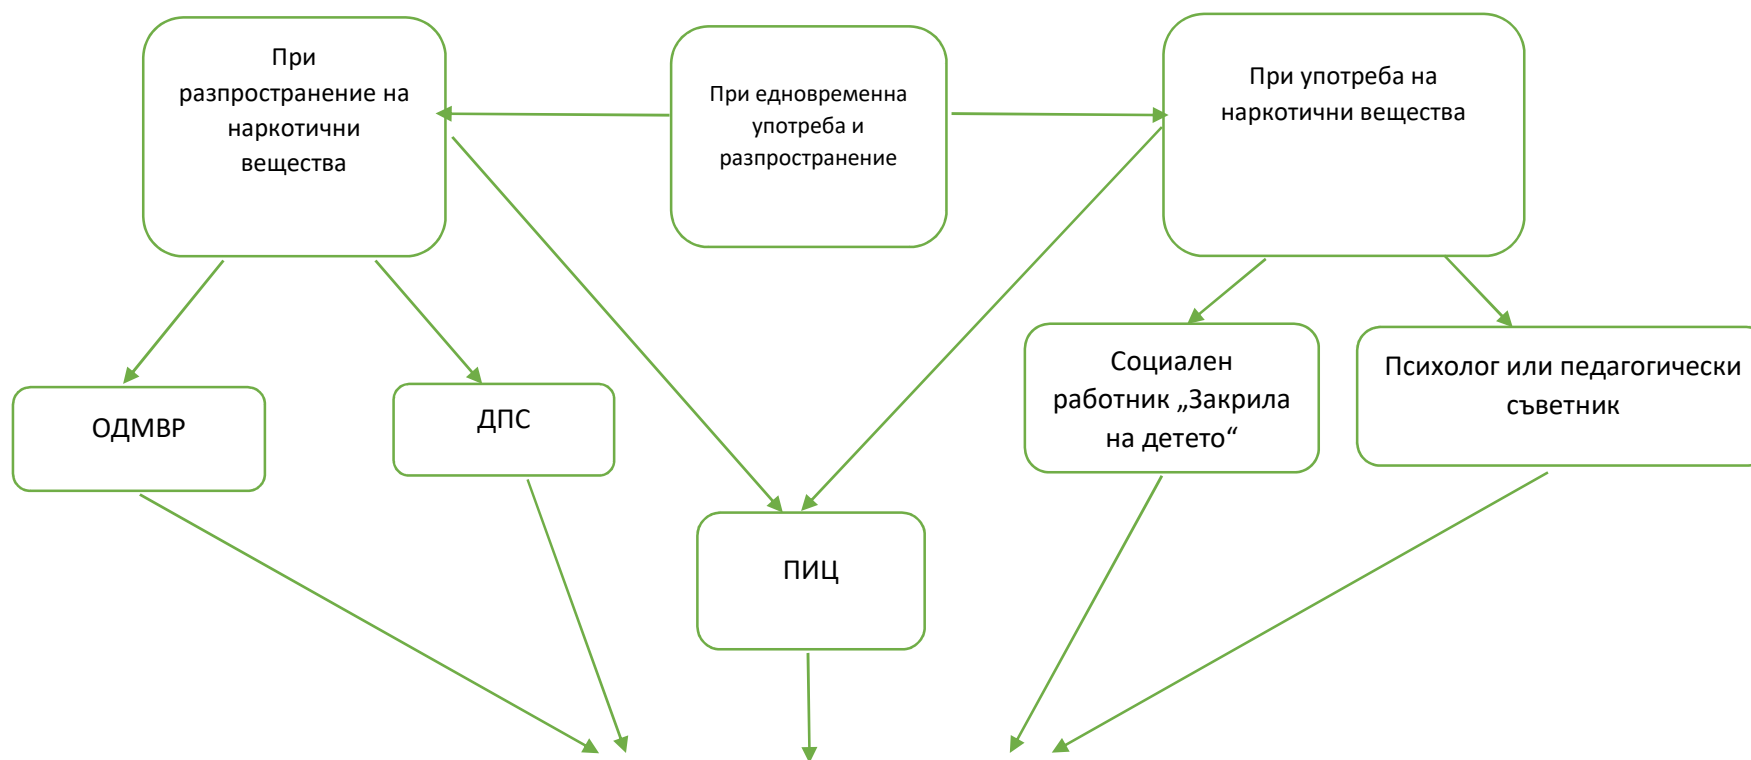 При
разпространение на
наркотични
вещества
При едновременна
употреба и
разпространение
При употреба на
наркотични вещества
ОДМВР
ДПС
ПИЦ
Социален
работник „Закрила
на детето“
Психолог или педагогически
съветник